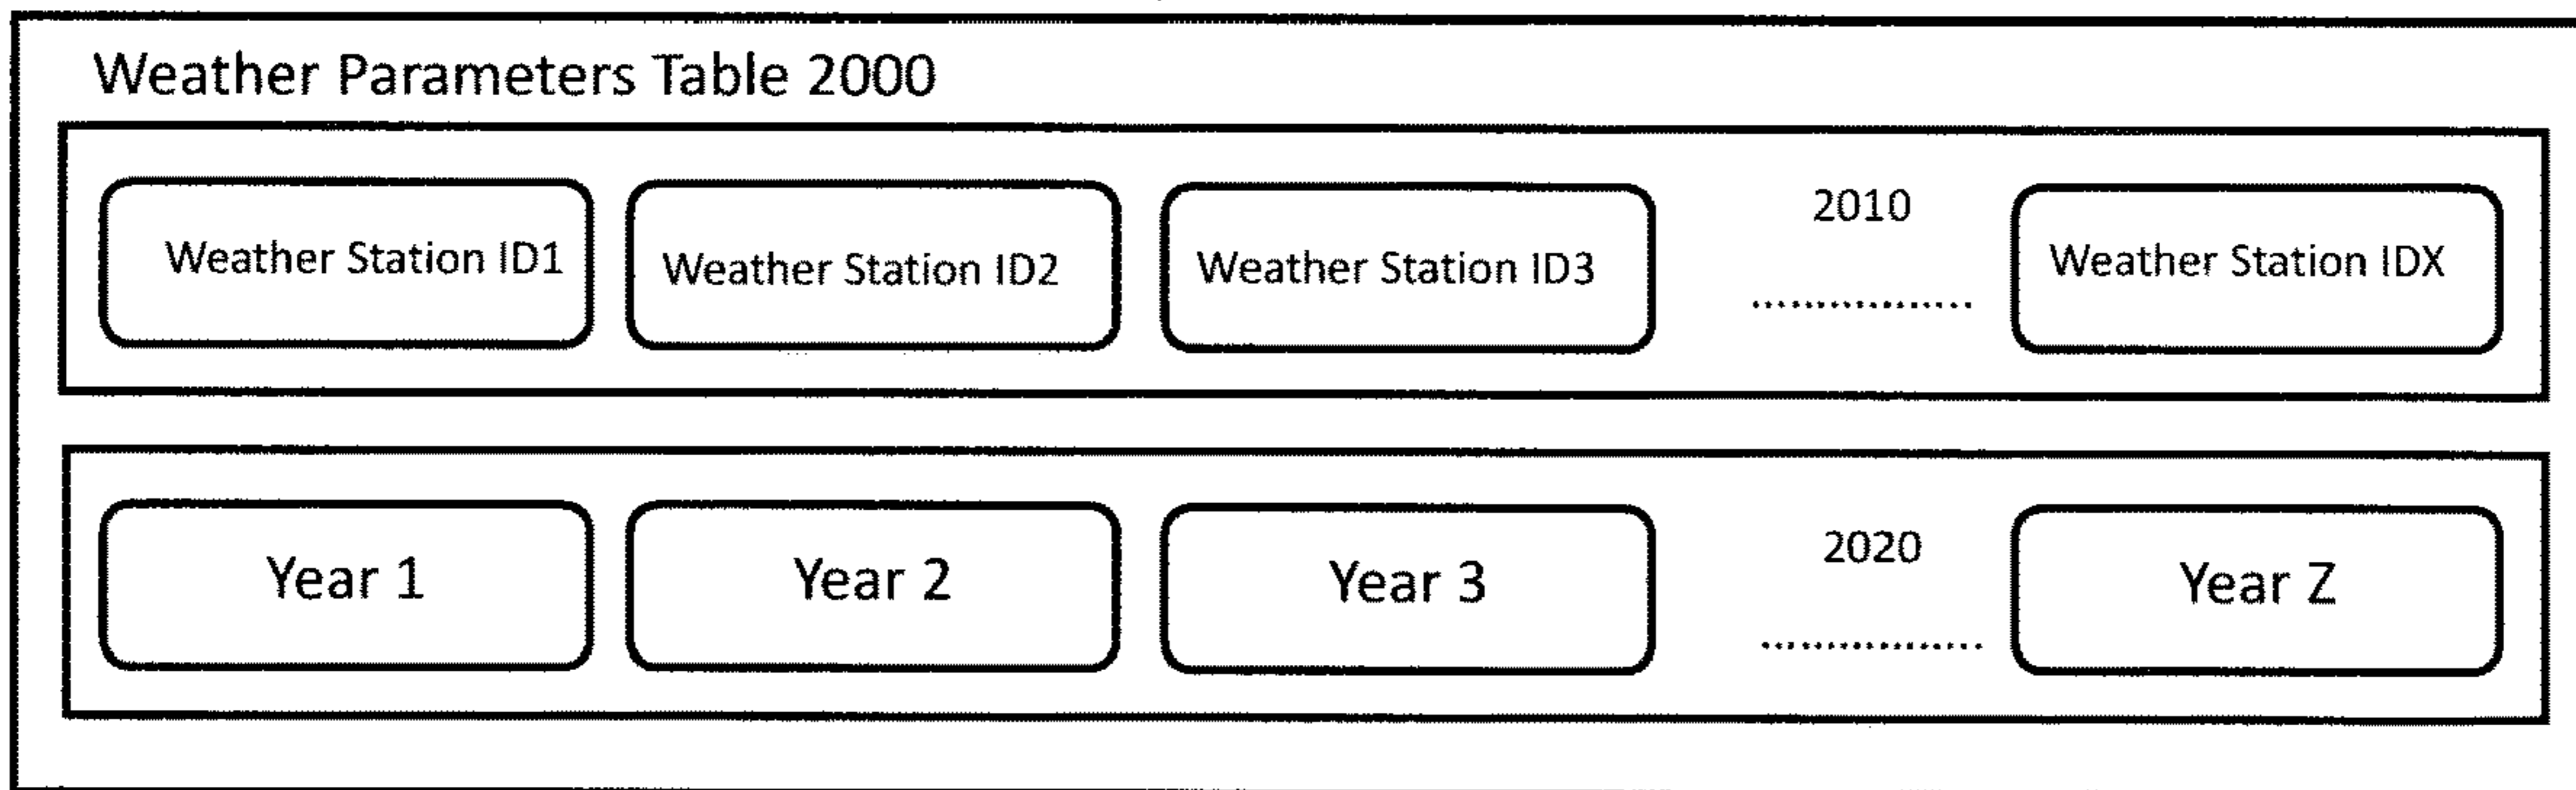 Weather Parameters Table 2000
2010
Weather Station ID1 Weather Station ID2 Weather Station ID3 ................. Weather Station IDX
2020
Year 1 Year 2 Year 3 ................. Year Z